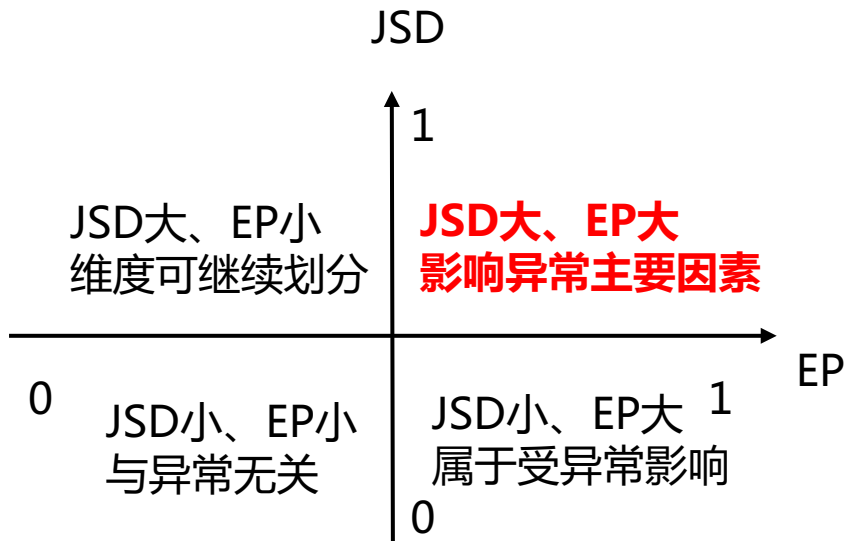 JSD
1
JSD大、EP小
维度可继续划分
JSD大、EP大
影响异常主要因素
EP
0
1
JSD小、EP小
与异常无关
JSD小、EP大
属于受异常影响
0